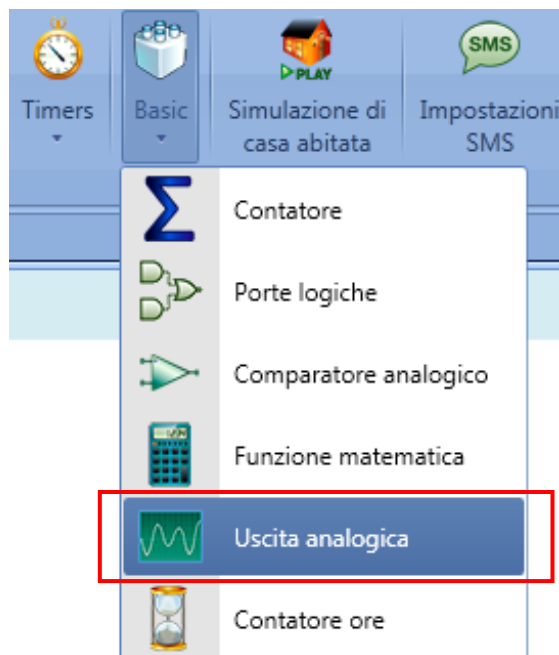 SMS
PLAY
Timers
Basic
Simulazione di
casa abitata
Impostazioni
SMS
Contatore
Porte logiche
Comparatore analogico
Funzione matematica
Uscita analogica
Contatore ore